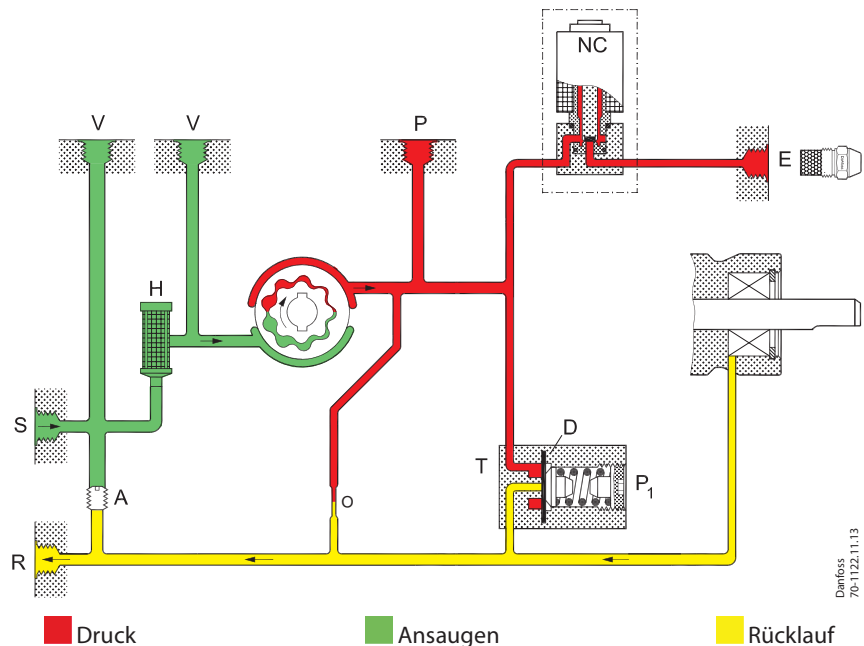 NC
V
V
P
E
H
S
D
T
P1
A
O
R
Danfoss
70-1122.11.13
Druck
Ansaugen
Rücklauf